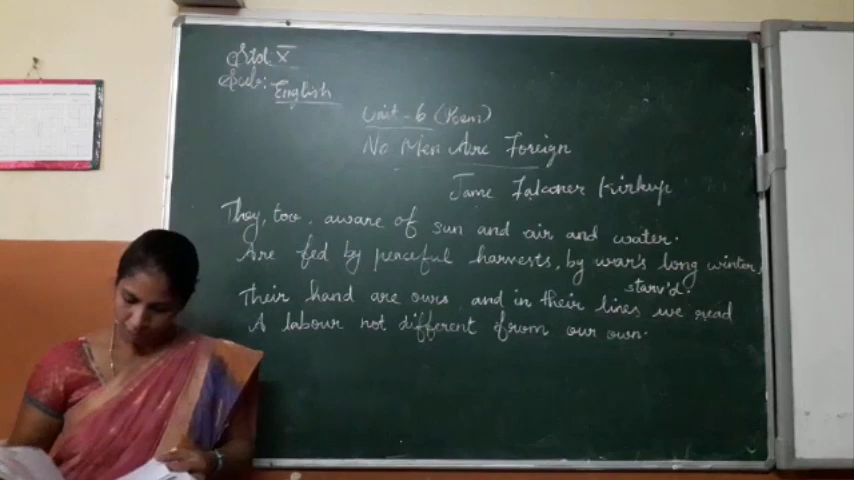 Std X
Sub: English
Unit - 6 (Poem)
No Men Are Foreign
Jame Falconer Kirkup
They, too, aware of sun and air and water.
Are fed by peaceful harvests, by war's long winter,
starv'd.
Their hand are ours, and in their lines we read
A labour not different from our own.